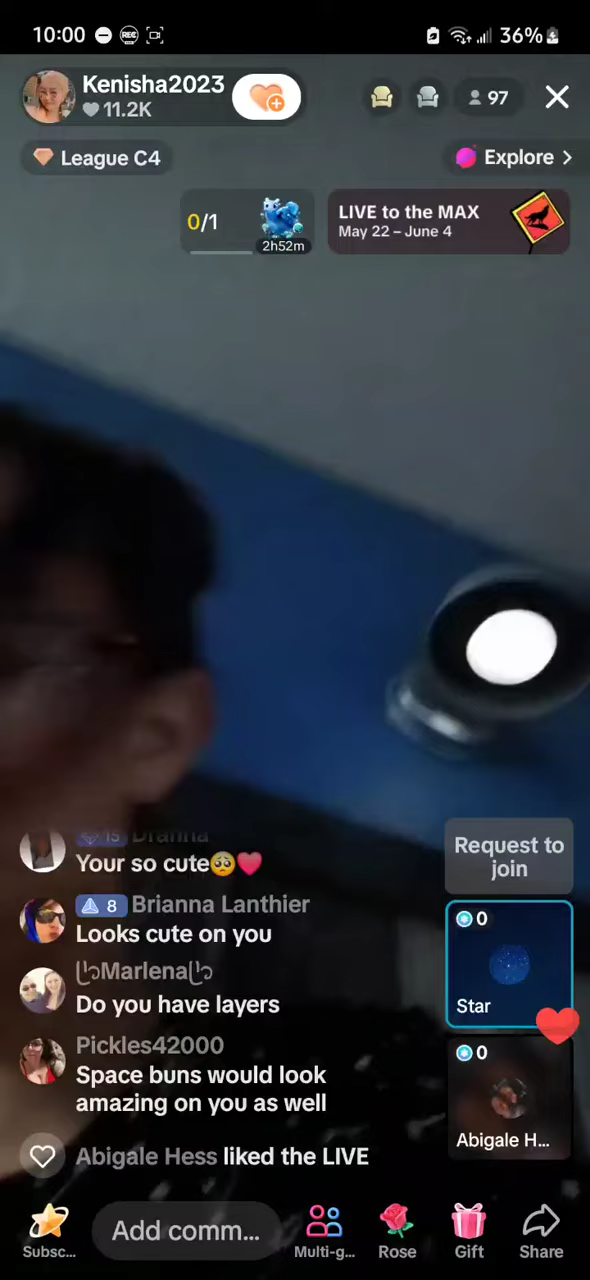 10:00
REC
36%
Kenisha2023
11.2K
97
League C4
Explore >
0/1
2h52m
LIVE to the MAX
May 22 – June 4
Your so cute🥺❤️
8 Brianna Lanthier
Looks cute on you
Marlena
Do you have layers
Pickles42000
Space buns would look
amazing on you as well
Abigale Hess liked the LIVE
Request to
join
0
Star
0
Abigale H...
Subsc...
Add comm...
Multi-g...
Rose
Gift
Share